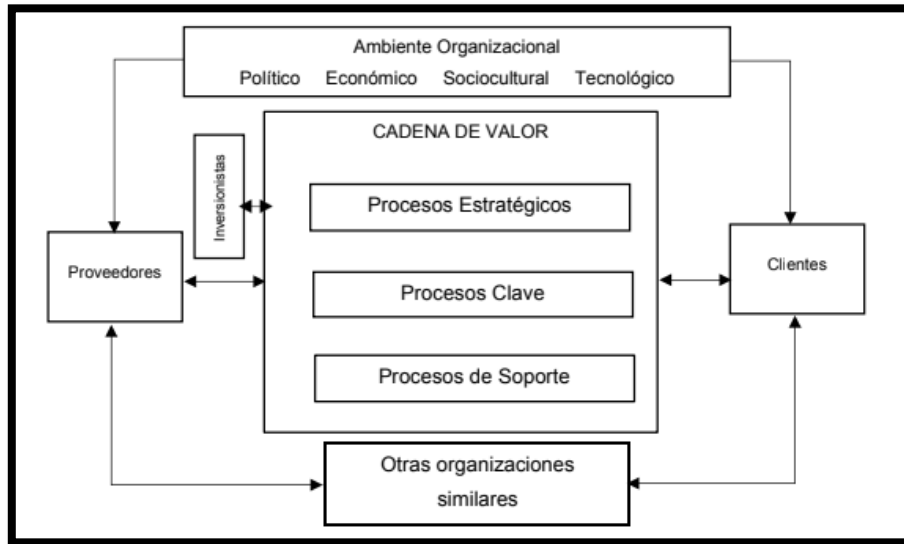 Ambiente Organizacional
Político Económico Sociocultural Tecnológico
CADENA DE VALOR
Inversionistas
Procesos Estratégicos
Proveedores
Clientes
Procesos Clave
Procesos de Soporte
Otras organizaciones
similares